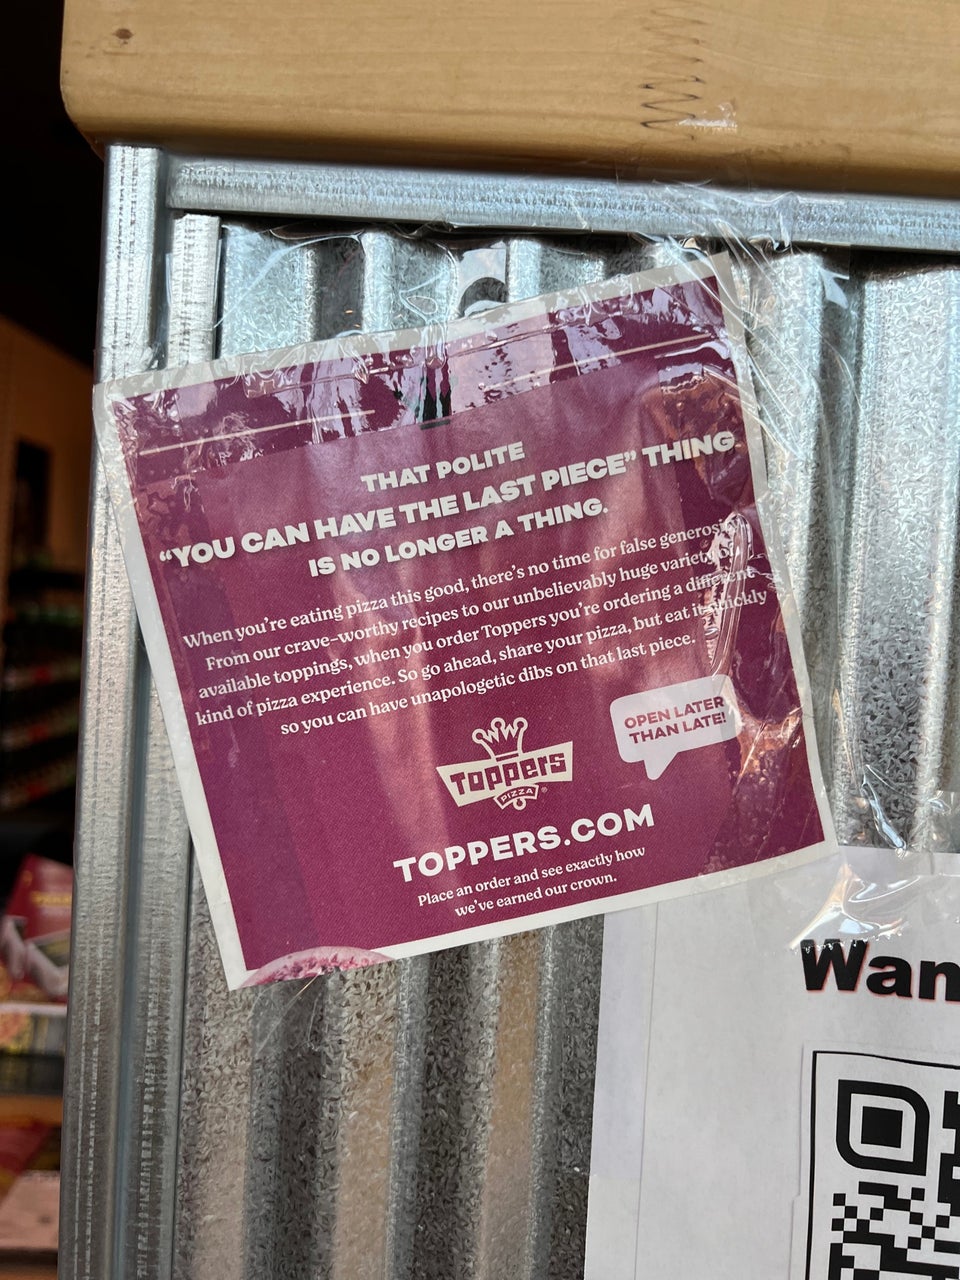 THAT POLITE
“YOU CAN HAVE THE LAST PIECE” THING
IS NO LONGER A THING.
When you're eating pizza this good, there's no time for false generosity.
From our crave-worthy recipes to our unbelievably huge variety of
available toppings, when you order Toppers you're ordering a different
kind of pizza experience. So go ahead, share your pizza, but eat it quickly
so you can have unapologetic dibs on that last piece.
OPEN LATER
THAN LATE!
Toppers
PIZZA
TOPPERS.COM
Place an order and see exactly how
we've earned our crown.
Wan